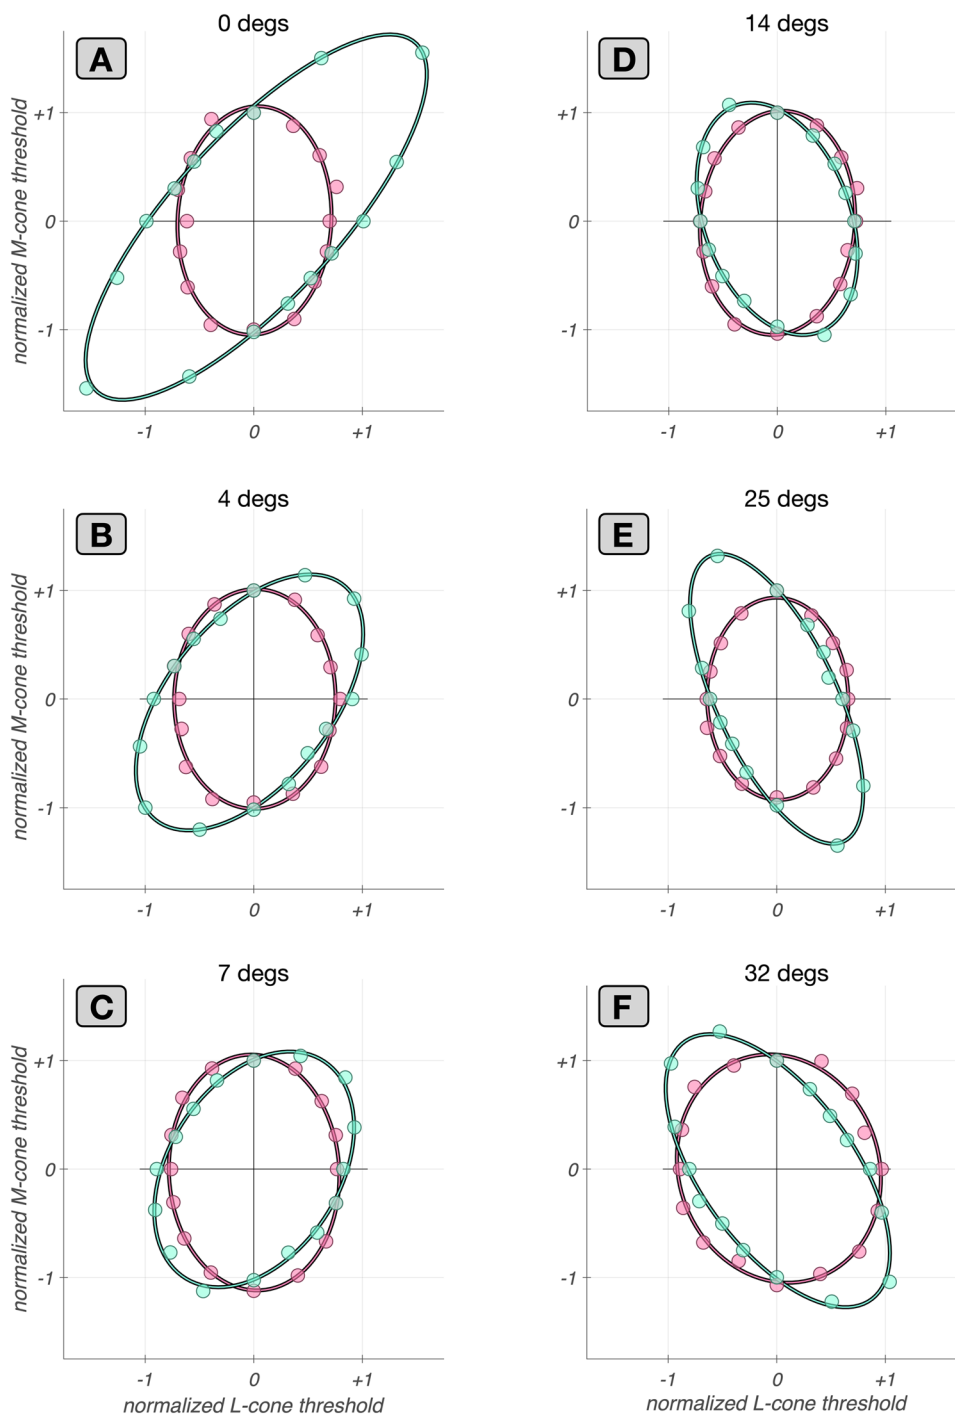 0 degs
A
normalized M-cone threshold
+1
0
-1
-1 0 +1
14 degs
D
+1
0
-1
-1 0 +1
4 degs
B
normalized M-cone threshold
+1
0
-1
-1 0 +1
25 degs
E
+1
0
-1
-1 0 +1
7 degs
C
normalized M-cone threshold
+1
0
-1
-1 0 +1
normalized L-cone threshold
32 degs
F
+1
0
-1
-1 0 +1
normalized L-cone threshold